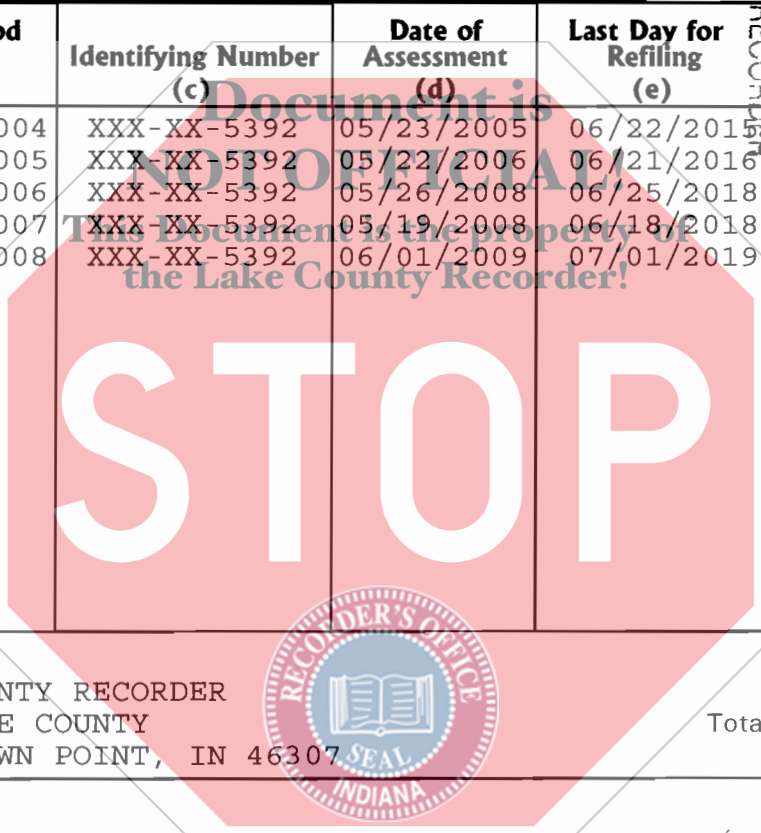 od Date of Last Day for
Identifying Number Assessment Refiling
(c) (d) (e)
RECORDER
Document is
NOT OFFICIAL!
This Document is the property of
the Lake County Recorder!
004 XXX-XX-5392 05/23/2005 06/22/2015
005 XXX-XX-5392 05/22/2006 06/21/2016
006 XXX-XX-5392 05/26/2008 06/25/2018
007 XXX-XX-5392 05/19/2008 06/18/2018
008 XXX-XX-5392 06/01/2009 07/01/2019
STOP
NTY RECORDER
E COUNTY Tota
WN POINT, IN 46307
RECORDER'S OFFICE
SEAL
INDIANA